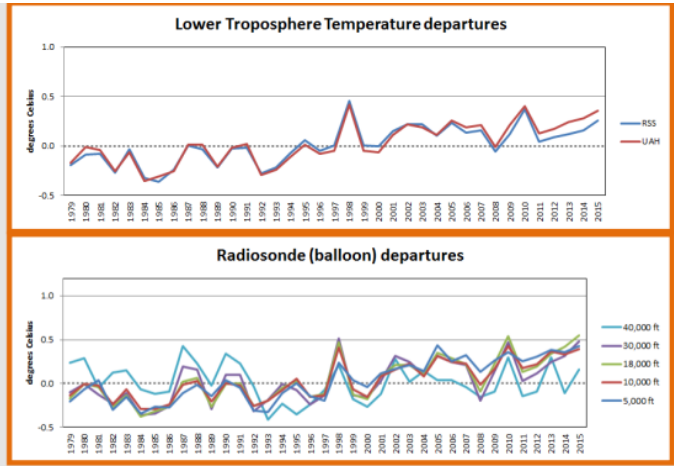 Lower Troposphere Temperature departures
1.0
0.5
0.0
-0.5
degrees Celsius
RSS
UAH
1979 1980 1981 1982 1983 1984 1985 1986 1987 1988 1989 1990 1991 1992 1993 1994 1995 1996 1997 1998 1999 2000 2001 2002 2003 2004 2005 2006 2007 2008 2009 2010 2011 2012 2013 2014 2015
Radiosonde (balloon) departures
1.0
0.5
0.0
-0.5
degrees Celsius
40,000 ft
30,000 ft
18,000 ft
10,000 ft
5,000 ft
1979 1980 1981 1982 1983 1984 1985 1986 1987 1988 1989 1990 1991 1992 1993 1994 1995 1996 1997 1998 1999 2000 2001 2002 2003 2004 2005 2006 2007 2008 2009 2010 2011 2012 2013 2014 2015